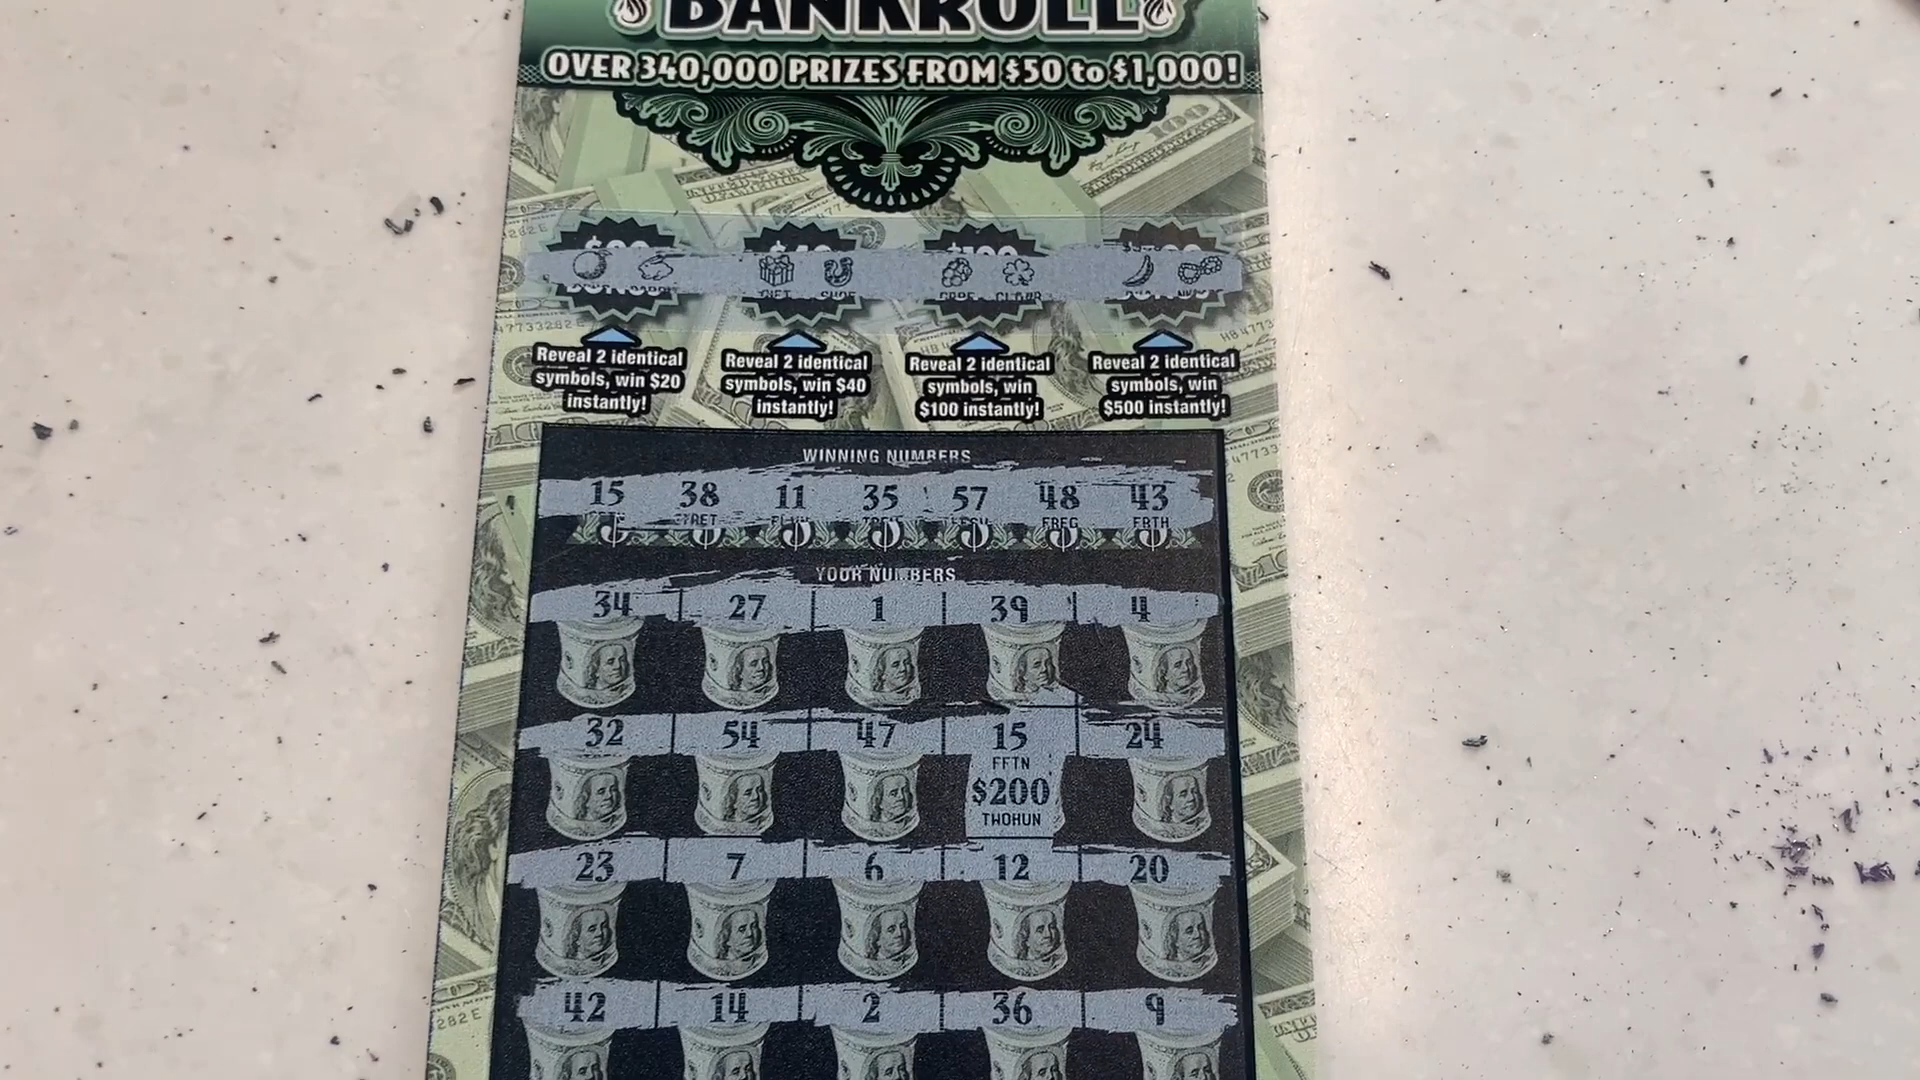 BANKROLL
OVER 340,000 PRIZES FROM $50 to $1,000!
GIFT SHOE
Reveal 2 identical symbols, win $20 instantly!
Reveal 2 identical symbols, win $40 instantly!
Reveal 2 identical symbols, win $100 instantly!
Reveal 2 identical symbols, win $500 instantly!
WINNING NUMBERS
15 38 11 35 57 48 43
YOUR NUMBERS
34 27 1 39 4
32 54 47 15 24
FFTN
$200
TWOHUN
23 7 6 12 20
42 14 2 36 9